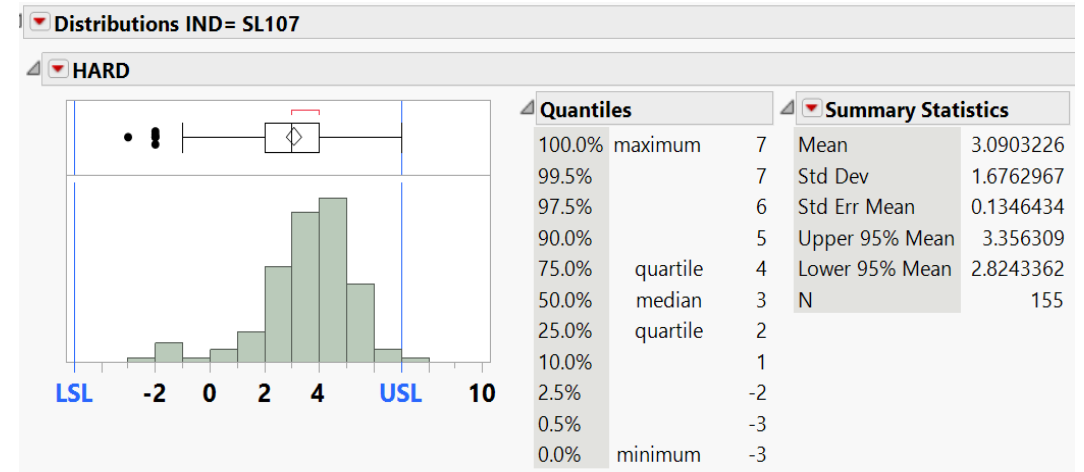 Distributions IND= SL107
HARD
LSL -2 0 2 4 USL 10
Quantiles
100.0% maximum 7
99.5% 7
97.5% 6
90.0% 5
75.0% quartile 4
50.0% median 3
25.0% quartile 2
10.0% 1
2.5% -2
0.5% -3
0.0% minimum -3
Summary Statistics
Mean 3.0903226
Std Dev 1.6762967
Std Err Mean 0.1346434
Upper 95% Mean 3.356309
Lower 95% Mean 2.8243362
N 155